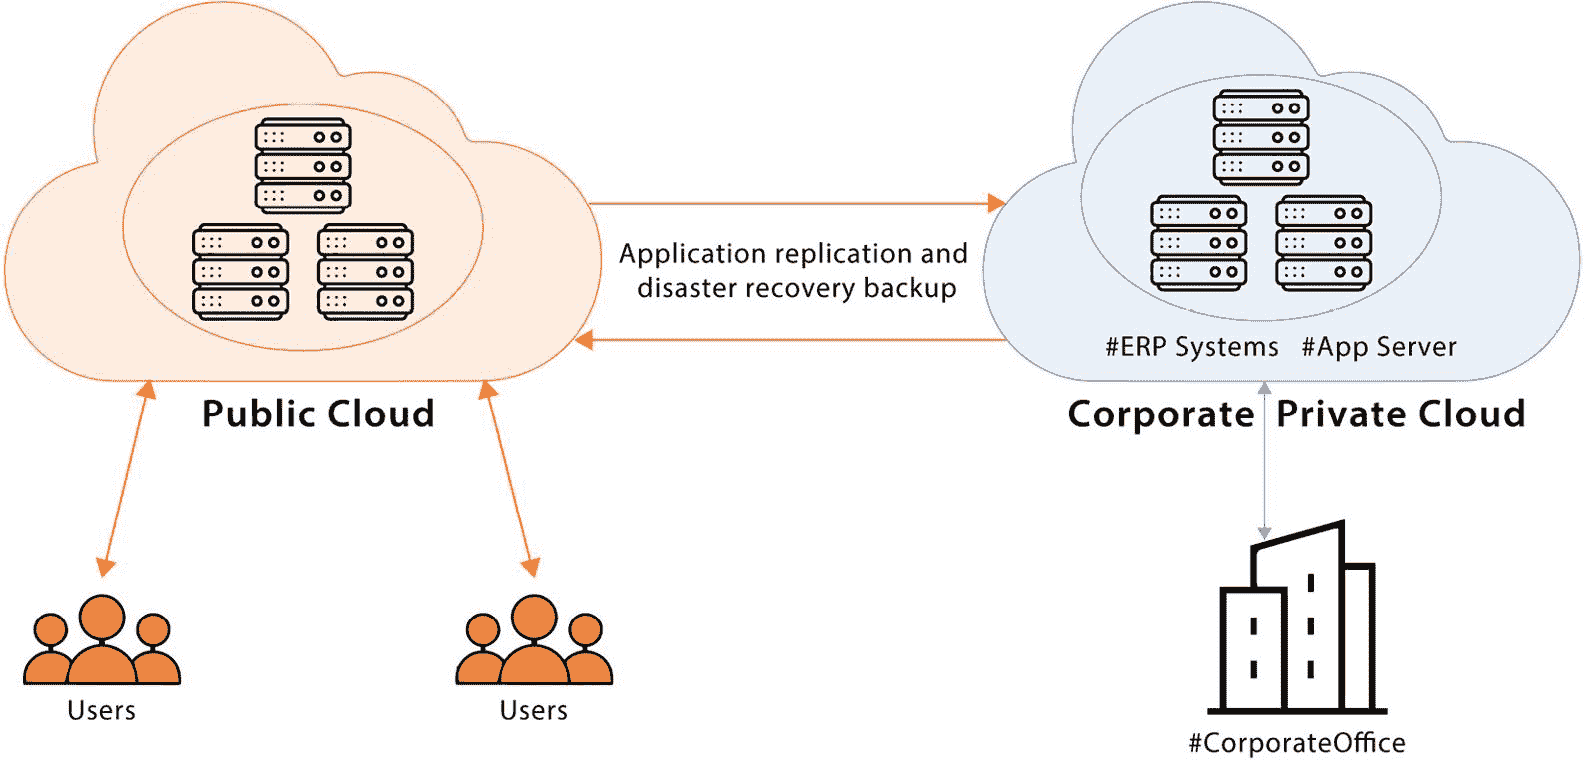 Application replication and
disaster recovery backup
#ERP Systems #App Server
Public Cloud
Corporate Private Cloud
Users
Users
#CorporateOffice